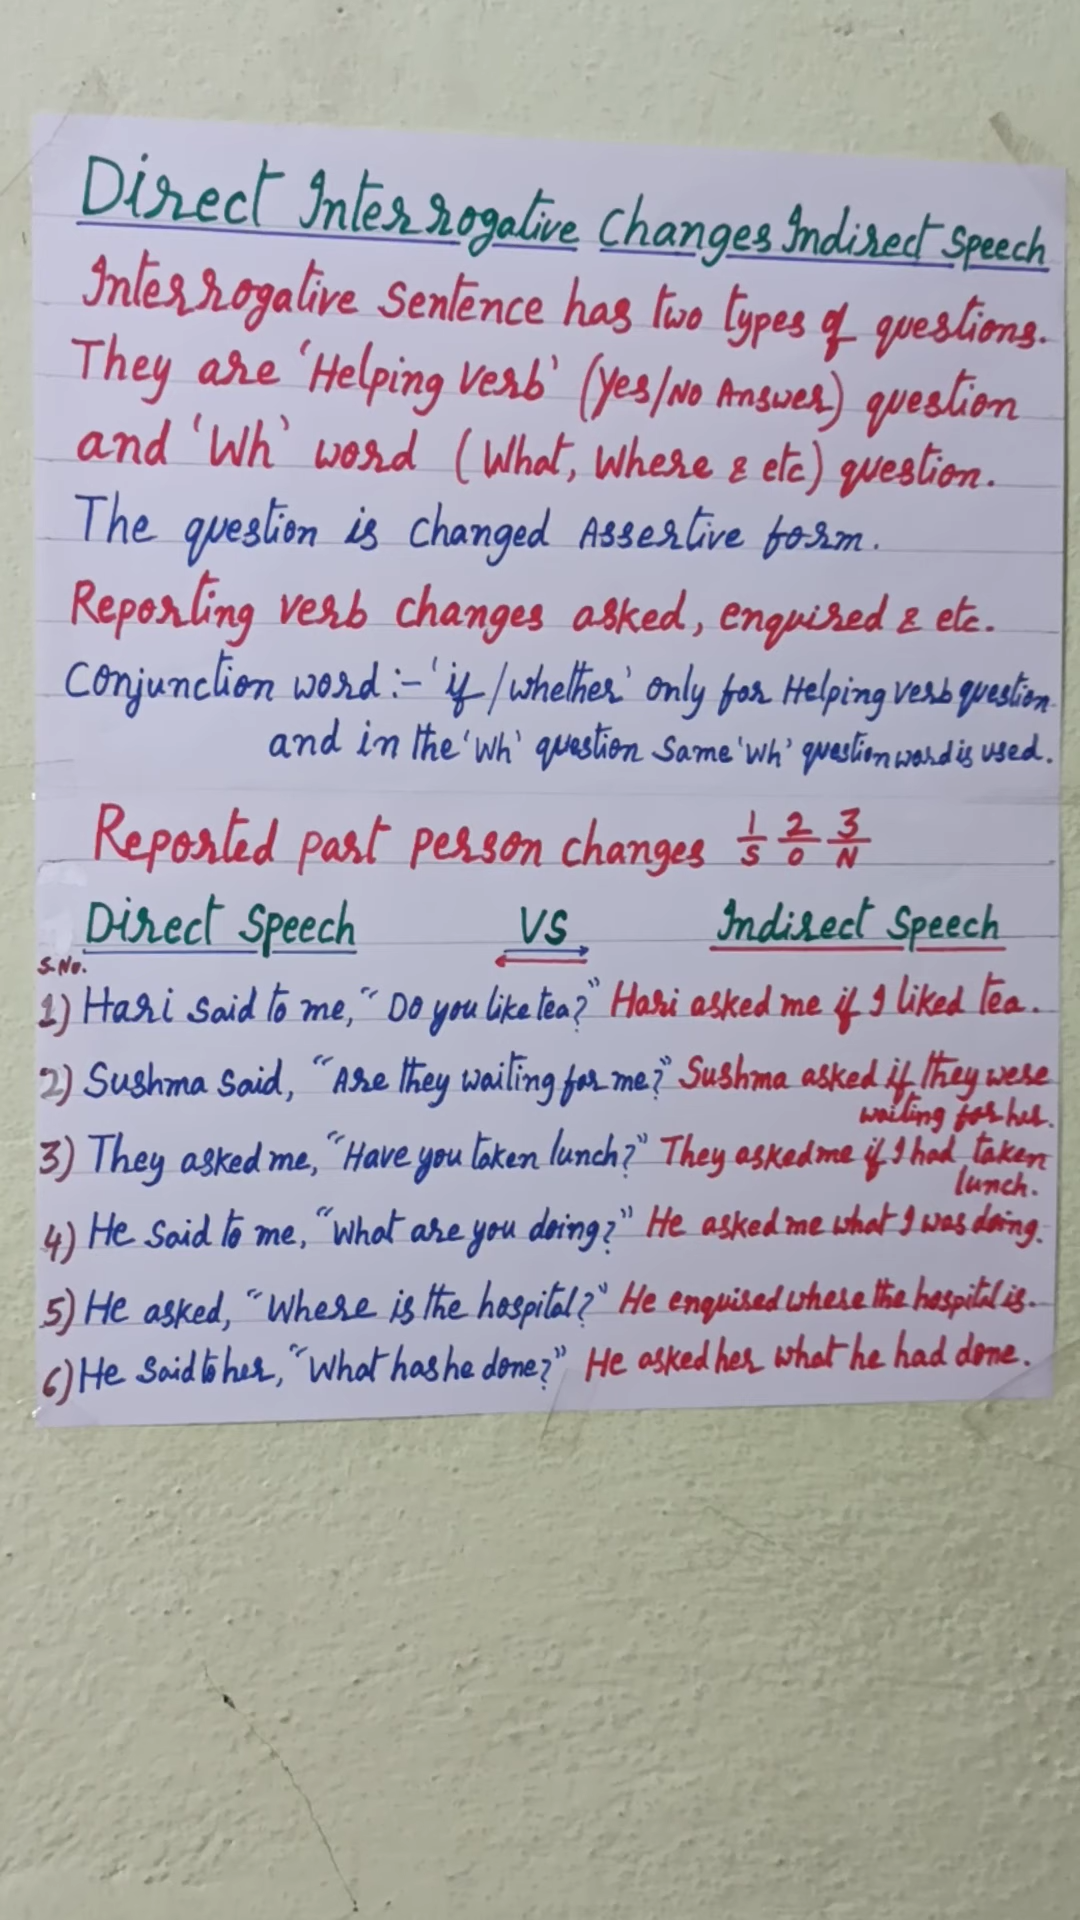 Direct Interrogative Changes Indirect Speech
Interrogative Sentence has two types of questions.
They are 'Helping verb' (Yes/No Answer) question
and 'Wh' word (What, Where & etc) question.
The question is changed Assertive form.
Reporting verb changes asked, enquired & etc.
Conjunction word :- 'if/whether' only for Helping verb question
and in the 'Wh' question same 'Wh' question word is used.
Reported part person changes 1/S 2/O 3/N
Direct Speech VS Indirect Speech
S.No.
1) Hari said to me, "Do you like tea?" Hari asked me if I liked tea.
2) Sushma said, "Are they waiting for me?" Sushma asked if they were
waiting for her.
3) They asked me, "Have you taken lunch?" They asked me if I had taken
lunch.
4) He said to me, "What are you doing?" He asked me what I was doing.
5) He asked, "Where is the hospital?" He enquired where the hospital is.
6) He said to her, "What has he done?" He asked her what he had done.